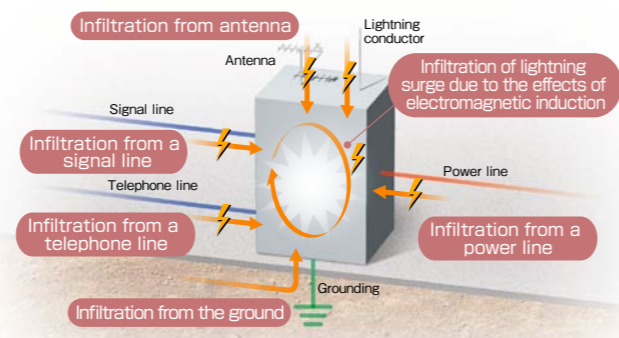 Infiltration from antenna
Lightning
conductor
Antenna
Infiltration of lightning
surge due to the effects of
electromagnetic induction
Signal line
Infiltration from a
signal line
Telephone line
Power line
Infiltration from a
telephone line
Infiltration from a
power line
Grounding
Infiltration from the ground